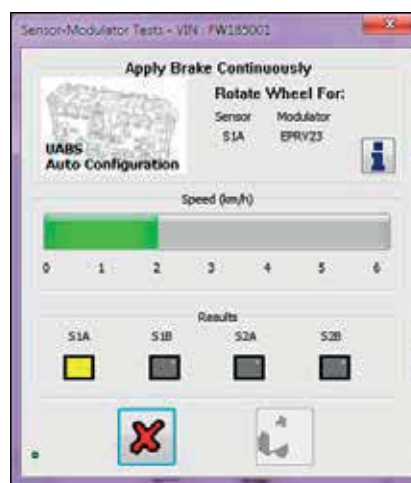 Sensor-Modulator Tests - VIN : FW185001
Apply Brake Continuously
Rotate Wheel For:
Sensor Modulator
S1A EPRV23
UABS
Auto Configuration
Speed (km/h)
0 1 2 3 4 5 6
Results
S1A S1B S2A S2B